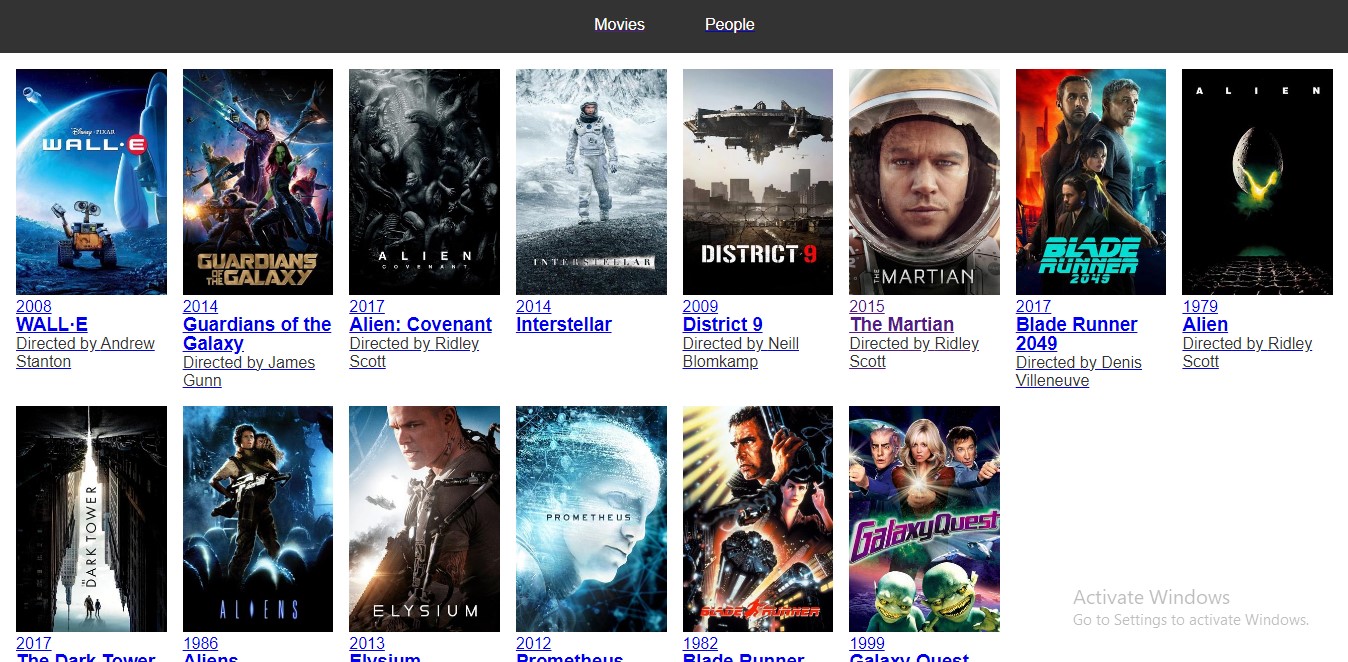 Movies People
Disney·PIXAR
WALL·E
GUARDIANS
OF THE
GALAXY
ALIEN
COVENANT
INTERSTELLAR
DISTRICT 9
THE MARTIAN
BLADE
RUNNER
2049
ALIEN
2008
WALL·E
Directed by Andrew
Stanton
2014
Guardians of the
Galaxy
Directed by James
Gunn
2017
Alien: Covenant
Directed by Ridley
Scott
2014
Interstellar
2009
District 9
Directed by Neill
Blomkamp
2015
The Martian
Directed by Ridley
Scott
2017
Blade Runner
2049
Directed by Denis
Villeneuve
1979
Alien
Directed by Ridley
Scott
THE DARK TOWER
ALIENS
ELYSIUM
PROMETHEUS
BLADE RUNNER
GalaxyQuest
2017
The Dark Tower
1986
Aliens
2013
Elysium
2012
Prometheus
1982
Blade Runner
1999
Galaxy Quest
Activate Windows
Go to Settings to activate Windows.